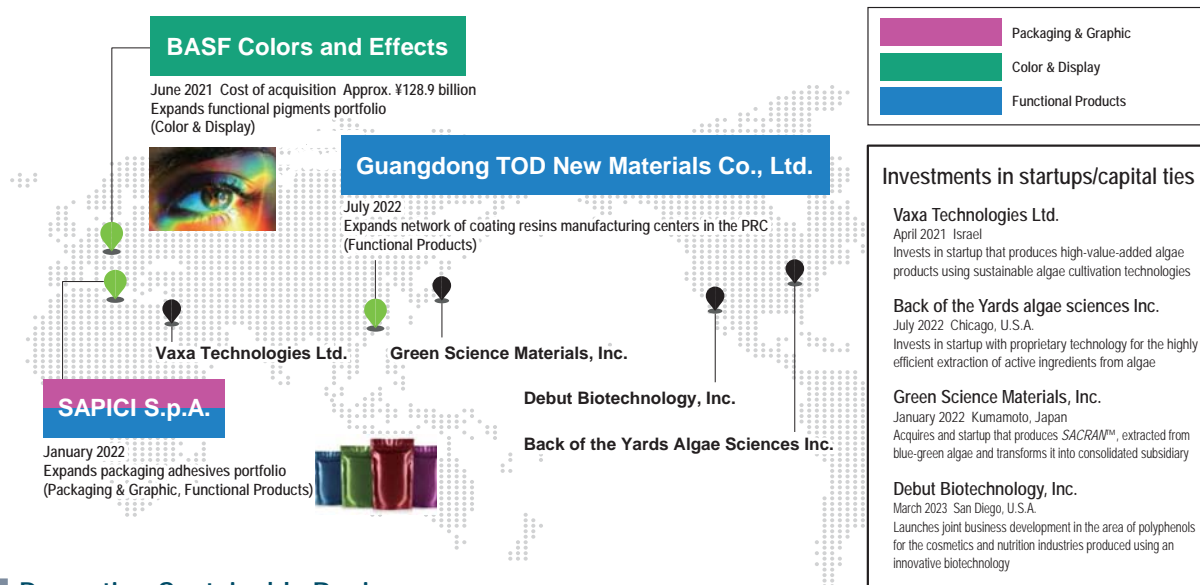 BASF Colors and Effects
June 2021 Cost of acquisition Approx. ¥128.9 billion
Expands functional pigments portfolio
(Color & Display)
Guangdong TOD New Materials Co., Ltd.
July 2022
Expands network of coating resins manufacturing centers in the PRC
(Functional Products)
Vaxa Technologies Ltd.
Green Science Materials, Inc.
Debut Biotechnology, Inc.
Back of the Yards Algae Sciences Inc.
SAPICI S.p.A.
January 2022
Expands packaging adhesives portfolio
(Packaging & Graphic, Functional Products)
Packaging & Graphic
Color & Display
Functional Products
Investments in startups/capital ties
Vaxa Technologies Ltd.
April 2021 Israel
Invests in startup that produces high-value-added algae
products using sustainable algae cultivation technologies
Back of the Yards algae sciences Inc.
July 2022 Chicago, U.S.A.
Invests in startup with proprietary technology for the highly
efficient extraction of active ingredients from algae
Green Science Materials, Inc.
January 2022 Kumamoto, Japan
Acquires and startup that produces SACRAN™, extracted from
blue-green algae and transforms it into consolidated subsidiary
Debut Biotechnology, Inc.
March 2023 San Diego, U.S.A.
Launches joint business development in the area of polyphenols
for the cosmetics and nutrition industries produced using an
innovative biotechnology